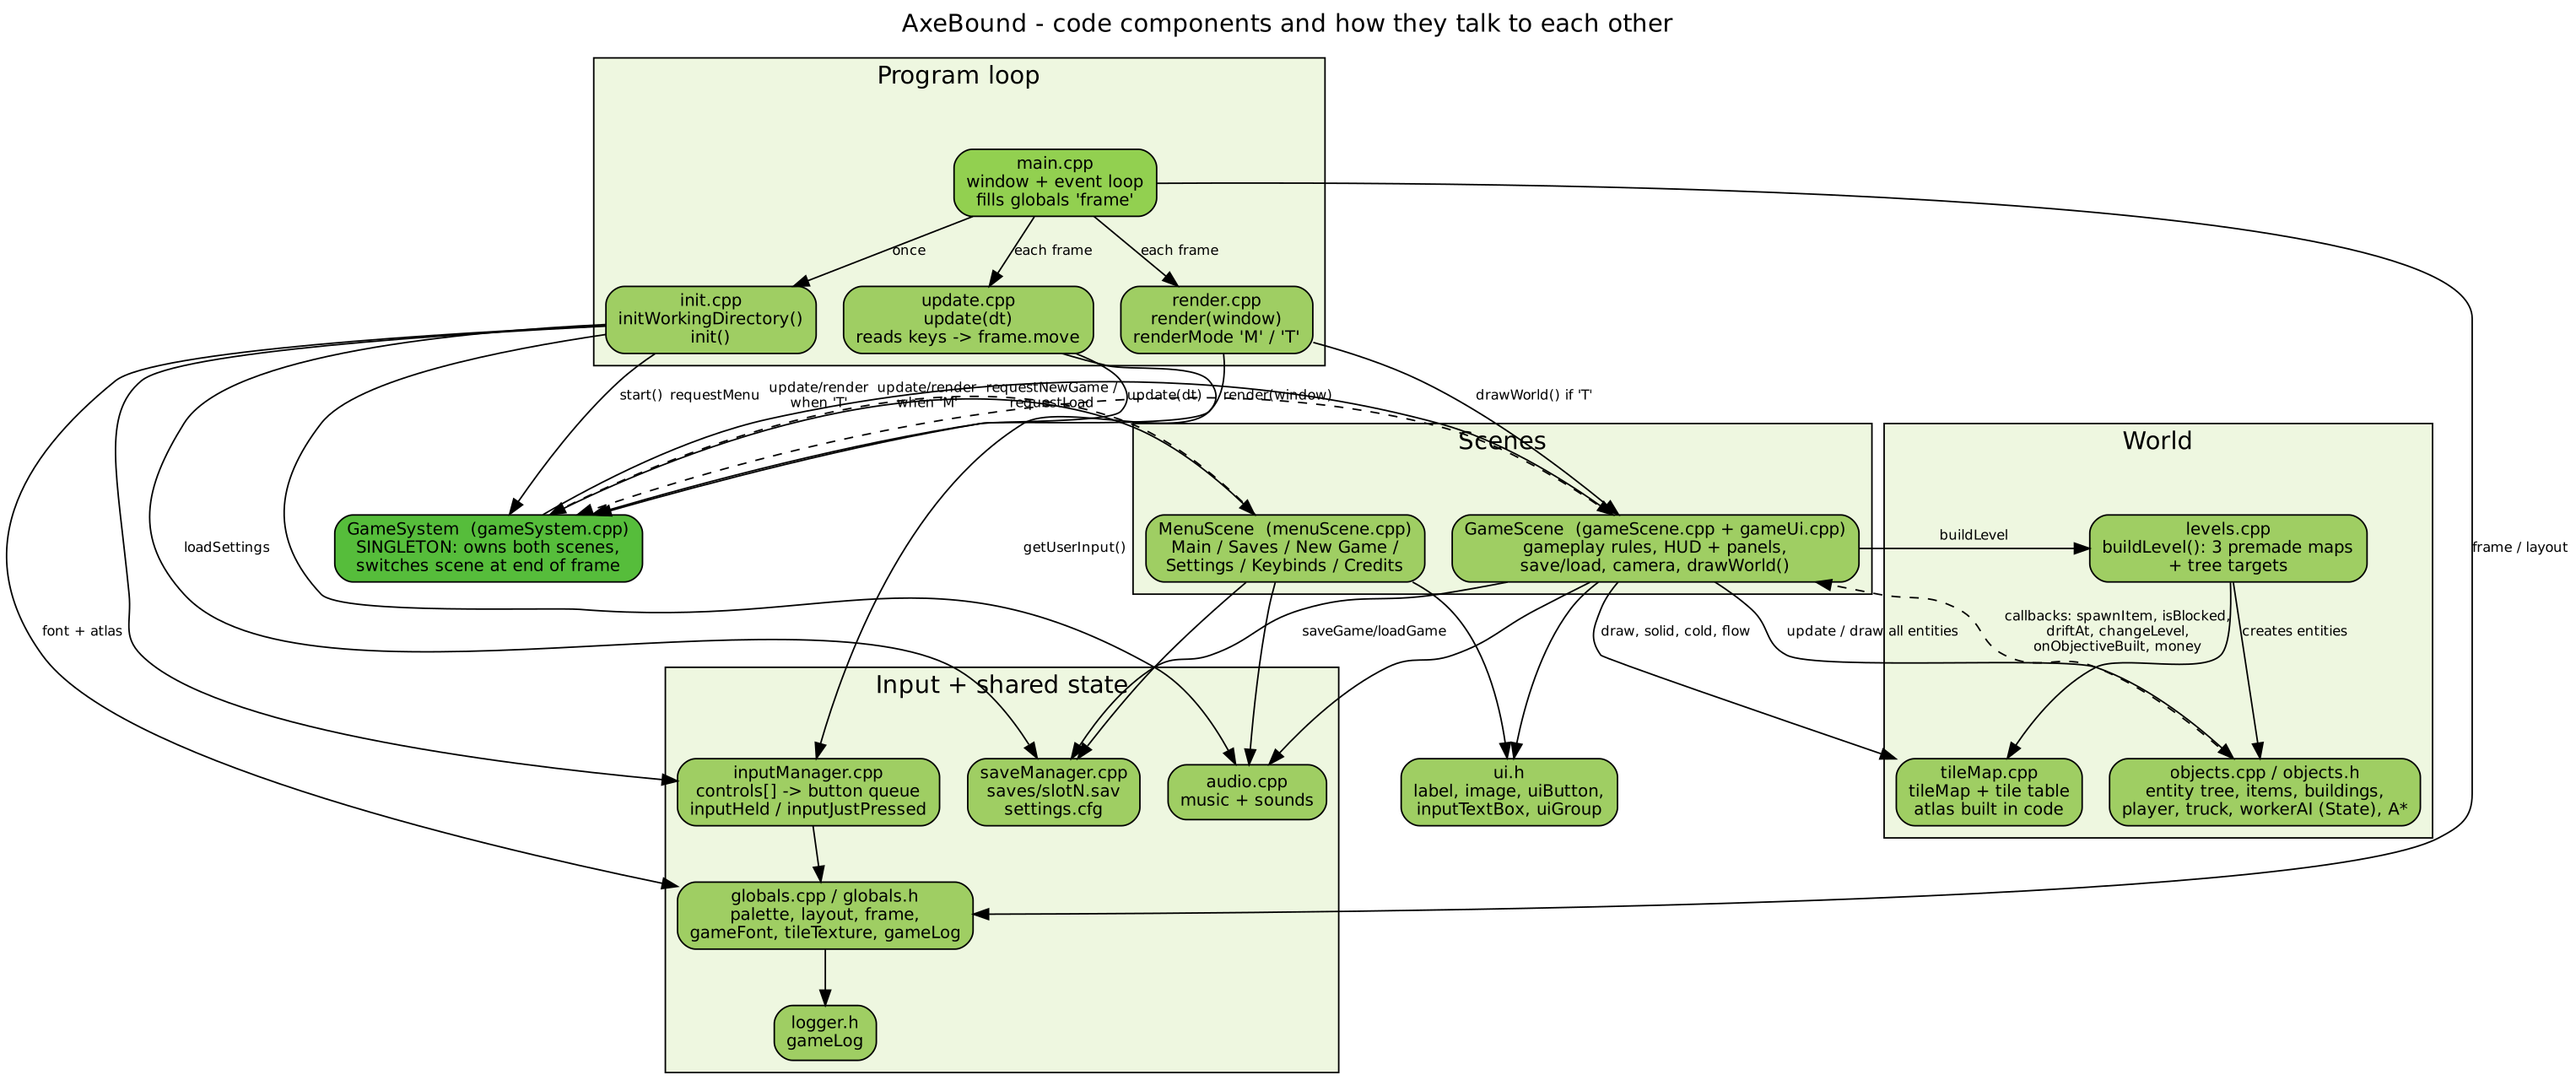 AxeBound - code components and how they talk to each other
Program loop
main.cpp
window + event loop
fills globals 'frame'
once
each frame
each frame
init.cpp
initWorkingDirectory()
init()
update.cpp
update(dt)
reads keys -> frame.move
render.cpp
render(window)
renderMode 'M' / 'T'
start()
requestMenu
update/render
when 'T'
update/render
when 'M'
requestNewGame /
requestLoad
update(dt)
render(window)
drawWorld() if 'T'
Scenes
World
GameSystem (gameSystem.cpp)
SINGLETON: owns both scenes,
switches scene at end of frame
MenuScene (menuScene.cpp)
Main / Saves / New Game /
Settings / Keybinds / Credits
GameScene (gameScene.cpp + gameUi.cpp)
gameplay rules, HUD + panels,
save/load, camera, drawWorld()
buildLevel
levels.cpp
buildLevel(): 3 premade maps
+ tree targets
loadSettings
getUserInput()
frame / layout
font + atlas
saveGame/loadGame
draw, solid, cold, flow
update / draw all entities
callbacks: spawnItem, isBlocked,
driftAt, changeLevel,
onObjectiveBuilt, money
creates entities
Input + shared state
inputManager.cpp
controls[] -> button queue
inputHeld / inputJustPressed
saveManager.cpp
saves/slotN.sav
settings.cfg
audio.cpp
music + sounds
ui.h
label, image, uiButton,
inputTextBox, uiGroup
tileMap.cpp
tileMap + tile table
atlas built in code
objects.cpp / objects.h
entity tree, items, buildings,
player, truck, workerAI (State), A*
globals.cpp / globals.h
palette, layout, frame,
gameFont, tileTexture, gameLog
logger.h
gameLog